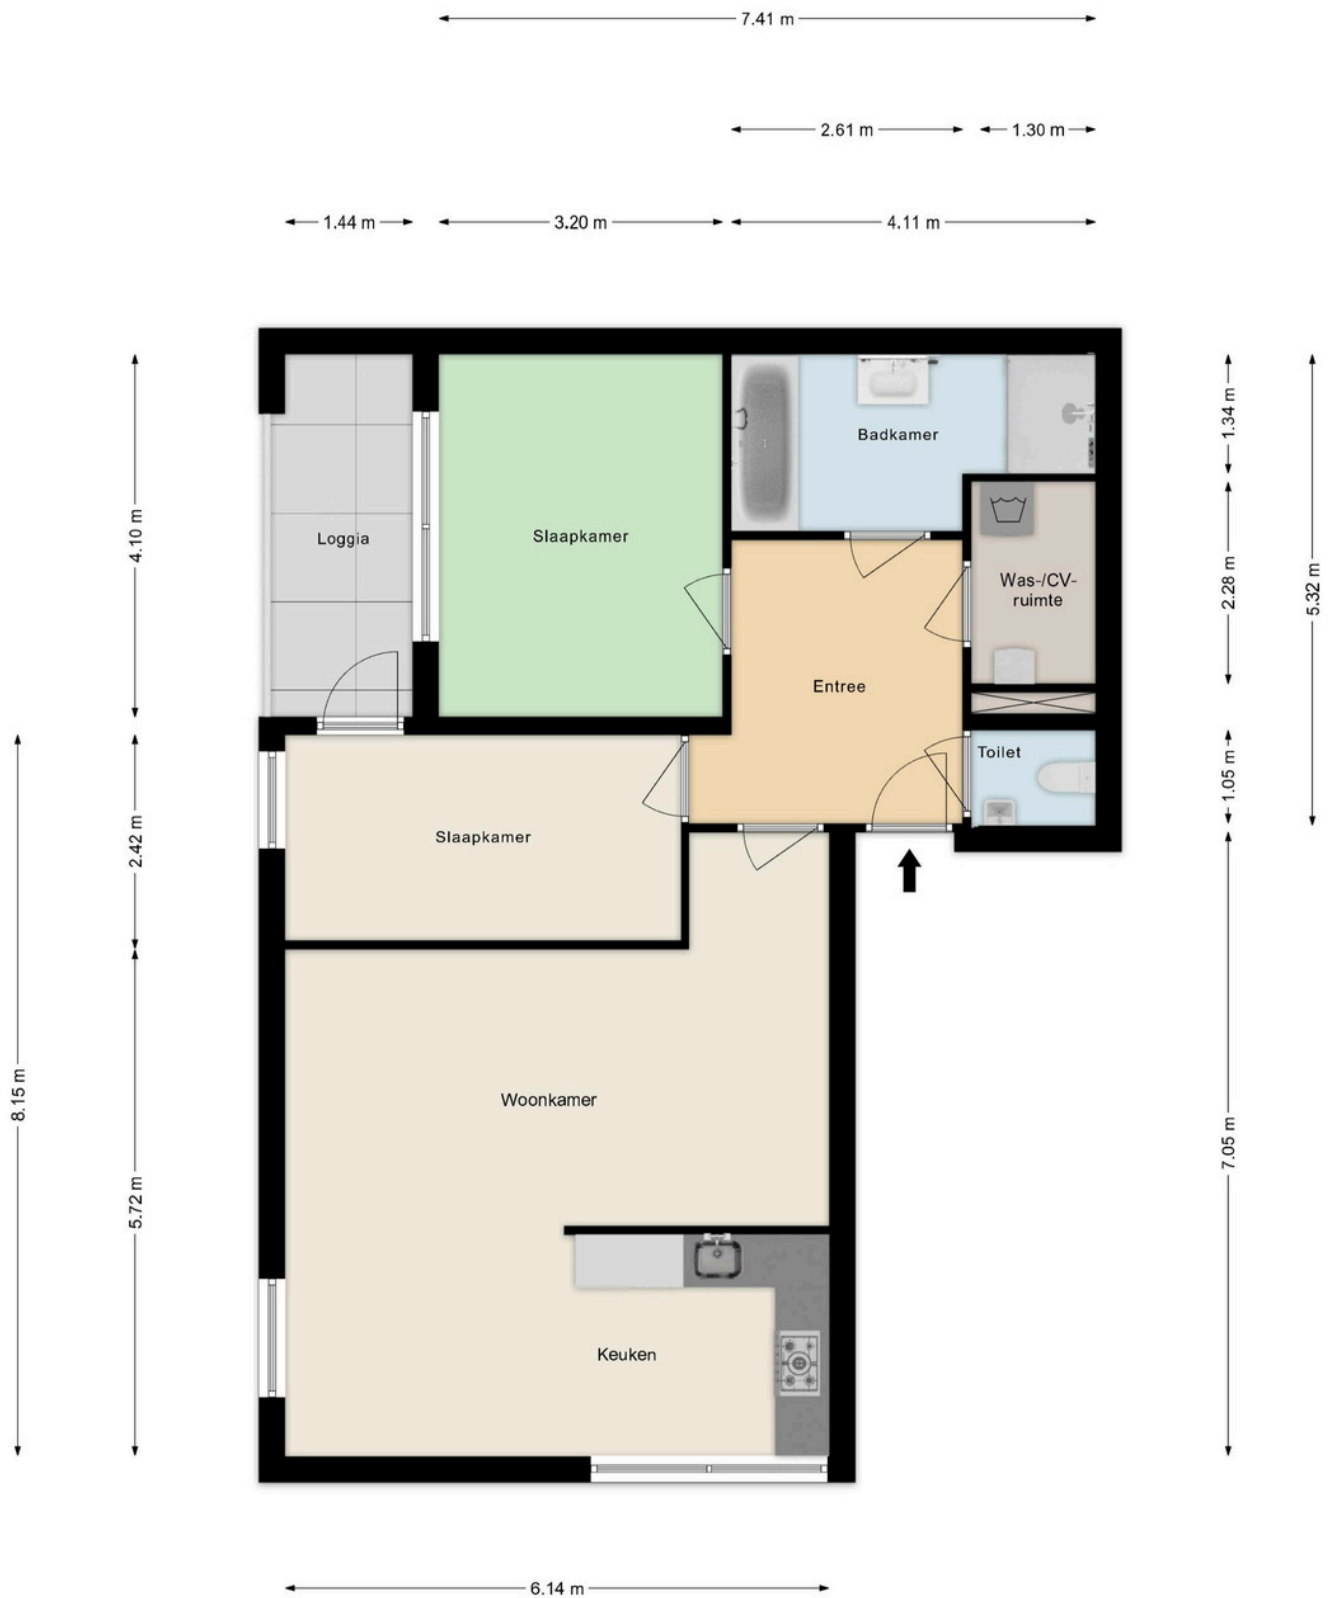 7.41 m
2.61 m
1.30 m
1.44 m
3.20 m
4.11 m
1.34 m
Badkamer
4.10 m
Loggia
Slaapkamer
2.28 m
5.32 m
Was-/CV-
ruimte
Entree
Toilet
1.05 m
2.42 m
Slaapkamer
8.15 m
Woonkamer
7.05 m
5.72 m
Keuken
6.14 m